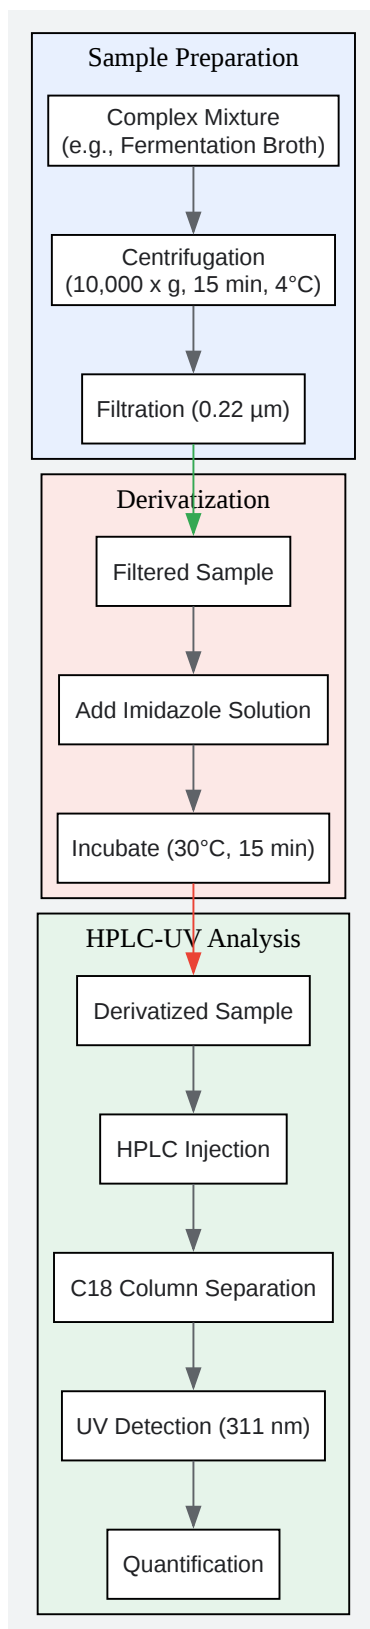 Sample Preparation
Complex Mixture
(e.g., Fermentation Broth)
Centrifugation
(10,000 x g, 15 min, 4°C)
Filtration (0.22 µm)
Derivatization
Filtered Sample
Add Imidazole Solution
Incubate (30°C, 15 min)
HPLC-UV Analysis
Derivatized Sample
HPLC Injection
C18 Column Separation
UV Detection (311 nm)
Quantification